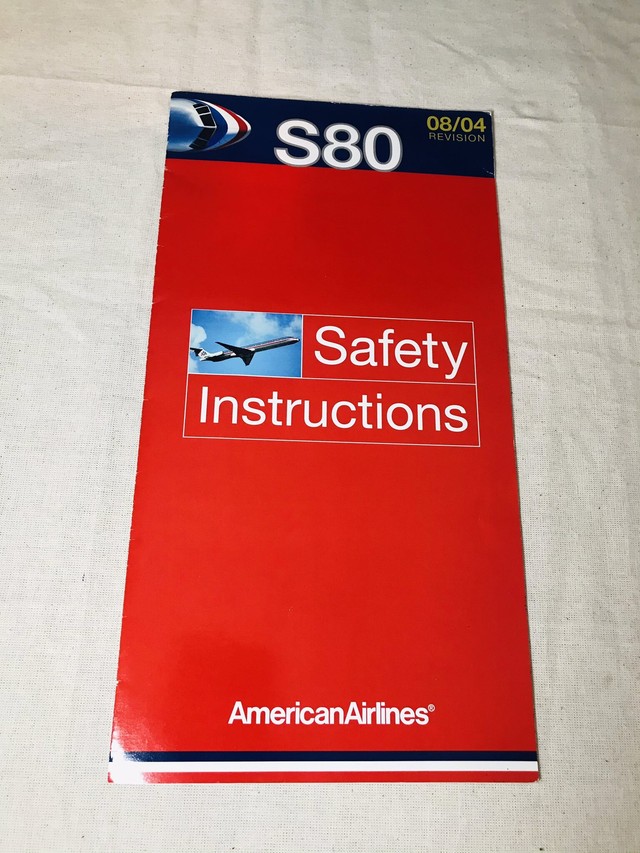 S80
08/04
REVISION
Safety
Instructions
AmericanAirlines®